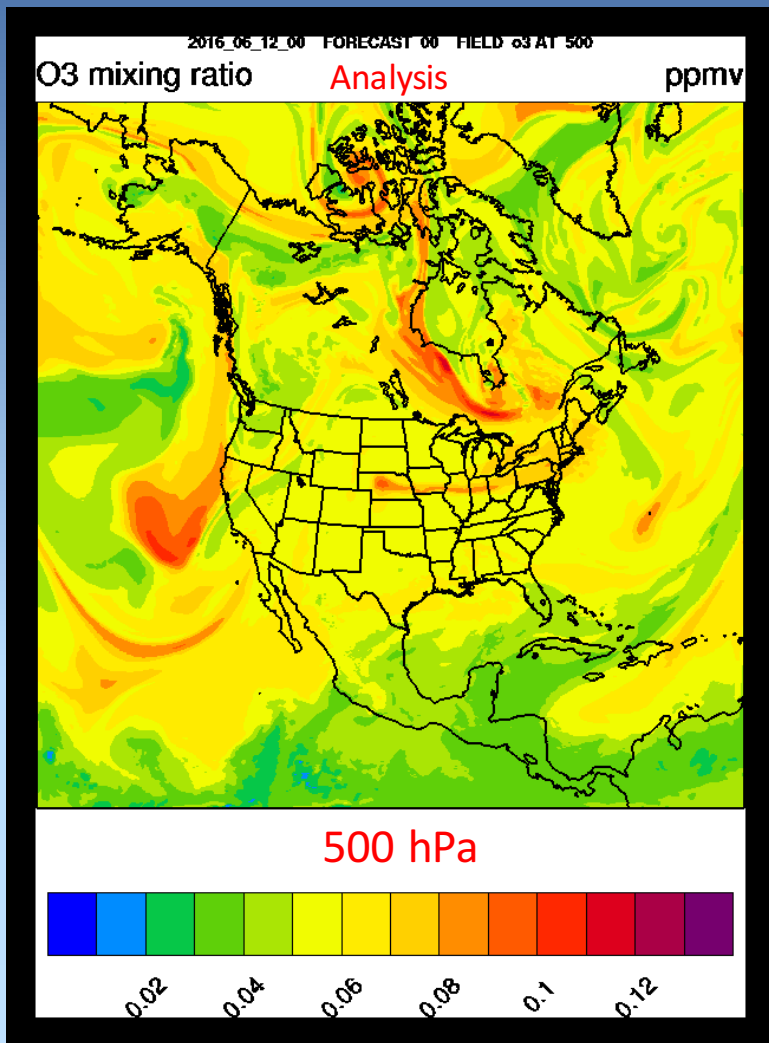 2016_06_12_00 FORECAST 00 FIELD o3 AT 500
O3 mixing ratio Analysis ppmv
500 hPa
0.02 0.04 0.06 0.08 0.1 0.12